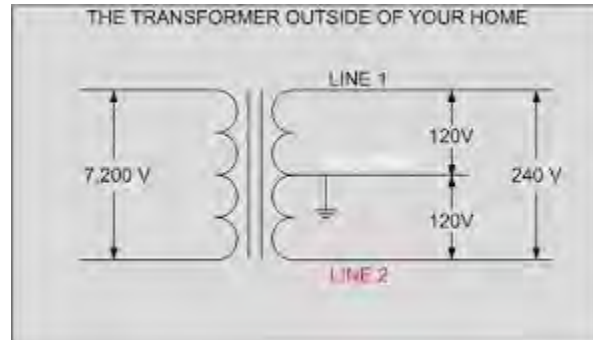 THE TRANSFORMER OUTSIDE OF YOUR HOME
LINE 1
120V
7,200 V
240 V
120V
LINE 2